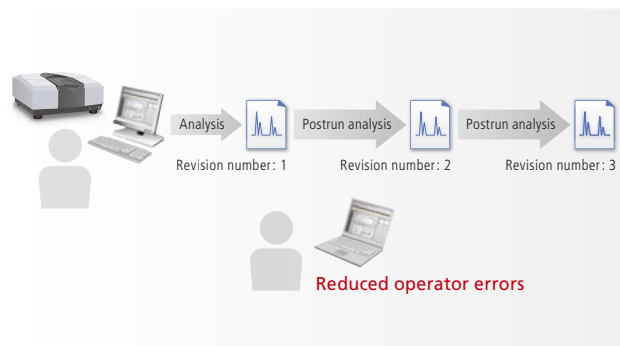 Analysis
Postrun analysis
Postrun analysis
Revision number: 1
Revision number: 2
Revision number: 3
Reduced operator errors